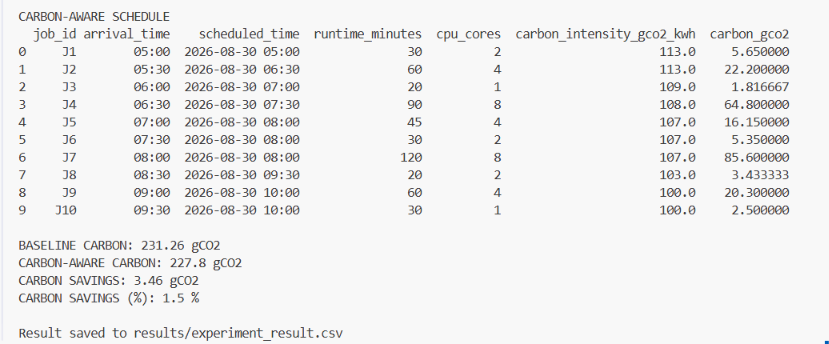 CARBON-AWARE SCHEDULE
job_id arrival_time scheduled_time runtime_minutes cpu_cores carbon_intensity_gco2_kwh carbon_gco2
0 J1 05:00 2026-08-30 05:00 30 2 113.0 5.650000
1 J2 05:30 2026-08-30 06:30 60 4 113.0 22.200000
2 J3 06:00 2026-08-30 07:00 20 1 109.0 1.816667
3 J4 06:30 2026-08-30 07:30 90 8 108.0 64.800000
4 J5 07:00 2026-08-30 08:00 45 4 107.0 16.150000
5 J6 07:30 2026-08-30 08:00 30 2 107.0 5.350000
6 J7 08:00 2026-08-30 08:00 120 8 107.0 85.600000
7 J8 08:30 2026-08-30 09:30 20 2 103.0 3.433333
8 J9 09:00 2026-08-30 10:00 60 4 100.0 20.300000
9 J10 09:30 2026-08-30 10:00 30 1 100.0 2.500000
BASELINE CARBON: 231.26 gCO2
CARBON-AWARE CARBON: 227.8 gCO2
CARBON SAVINGS: 3.46 gCO2
CARBON SAVINGS (%): 1.5 %
Result saved to results/experiment_result.csv